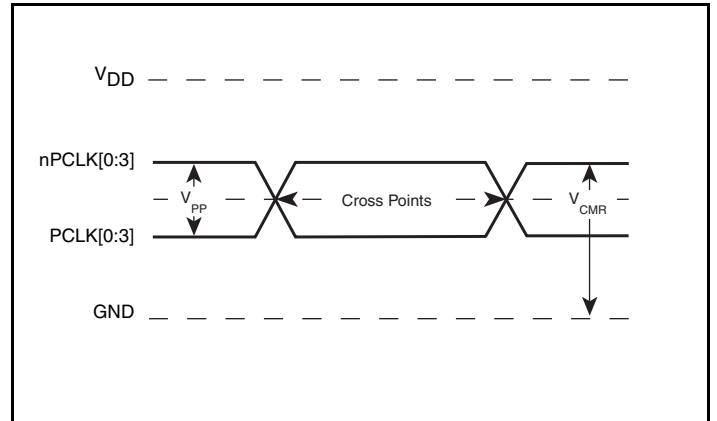 VDD
nPCLK[0:3]
VPP
Cross Points
VCMR
PCLK[0:3]
GND